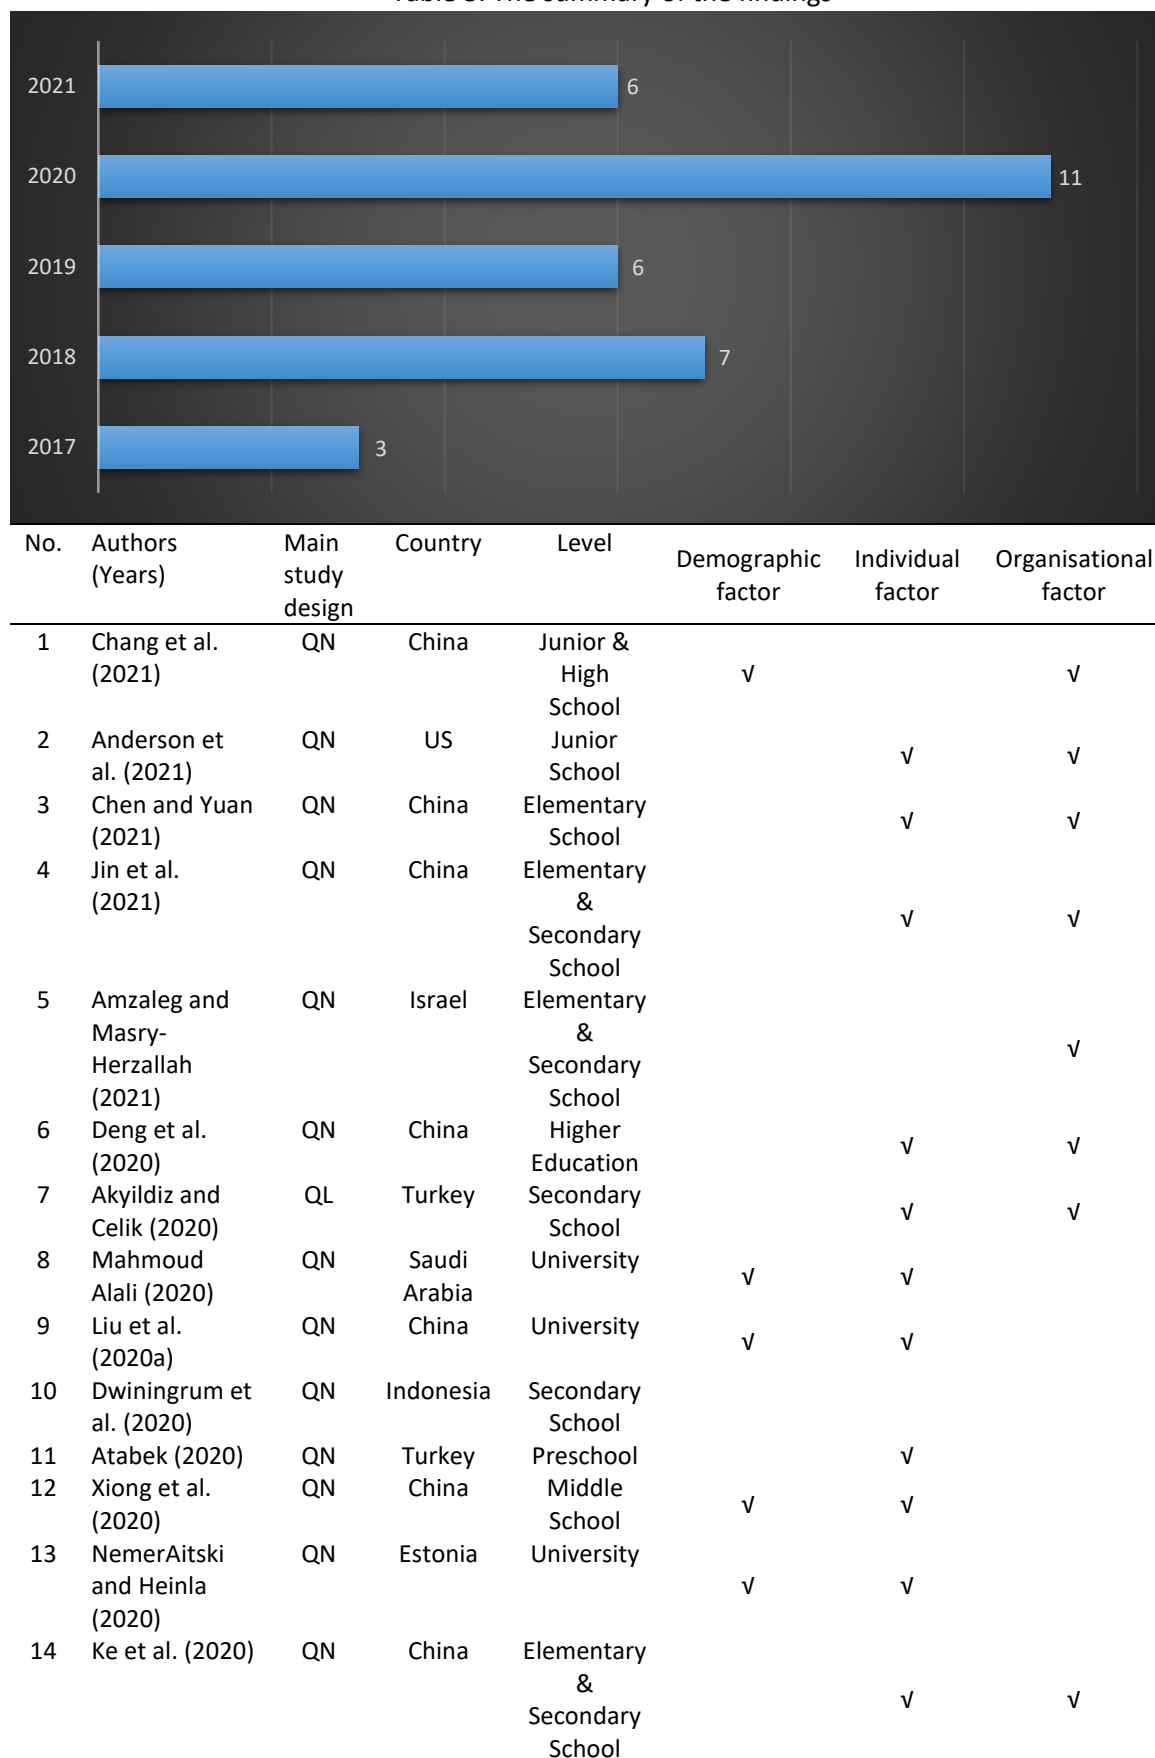 Table 3: The summary of the findings
2021 6
2020 11
2019 6
2018 7
2017 3
No. Authors Main Country Level Demographic Individual Organisational
(Years) study factor factor factor
design
1 Chang et al. QN China Junior &
(2021) High √ √
School
2 Anderson et QN US Junior √ √
al. (2021) School
3 Chen and Yuan QN China Elementary √ √
(2021) School
4 Jin et al. QN China Elementary
(2021) & √ √
Secondary
School
5 Amzaleg and QN Israel Elementary
Masry- &
Herzallah Secondary √
(2021) School
6 Deng et al. QN China Higher √ √
(2020) Education
7 Akyildiz and QL Turkey Secondary √ √
Celik (2020) School
8 Mahmoud QN Saudi University √ √
Alali (2020) Arabia
9 Liu et al. QN China University √ √
(2020a)
10 Dwiningrum et QN Indonesia Secondary
al. (2020) School
11 Atabek (2020) QN Turkey Preschool √
12 Xiong et al. QN China Middle √ √
(2020) School
13 NemerAitski QN Estonia University
and Heinla √ √
(2020)
14 Ke et al. (2020) QN China Elementary
&
Secondary √ √
School